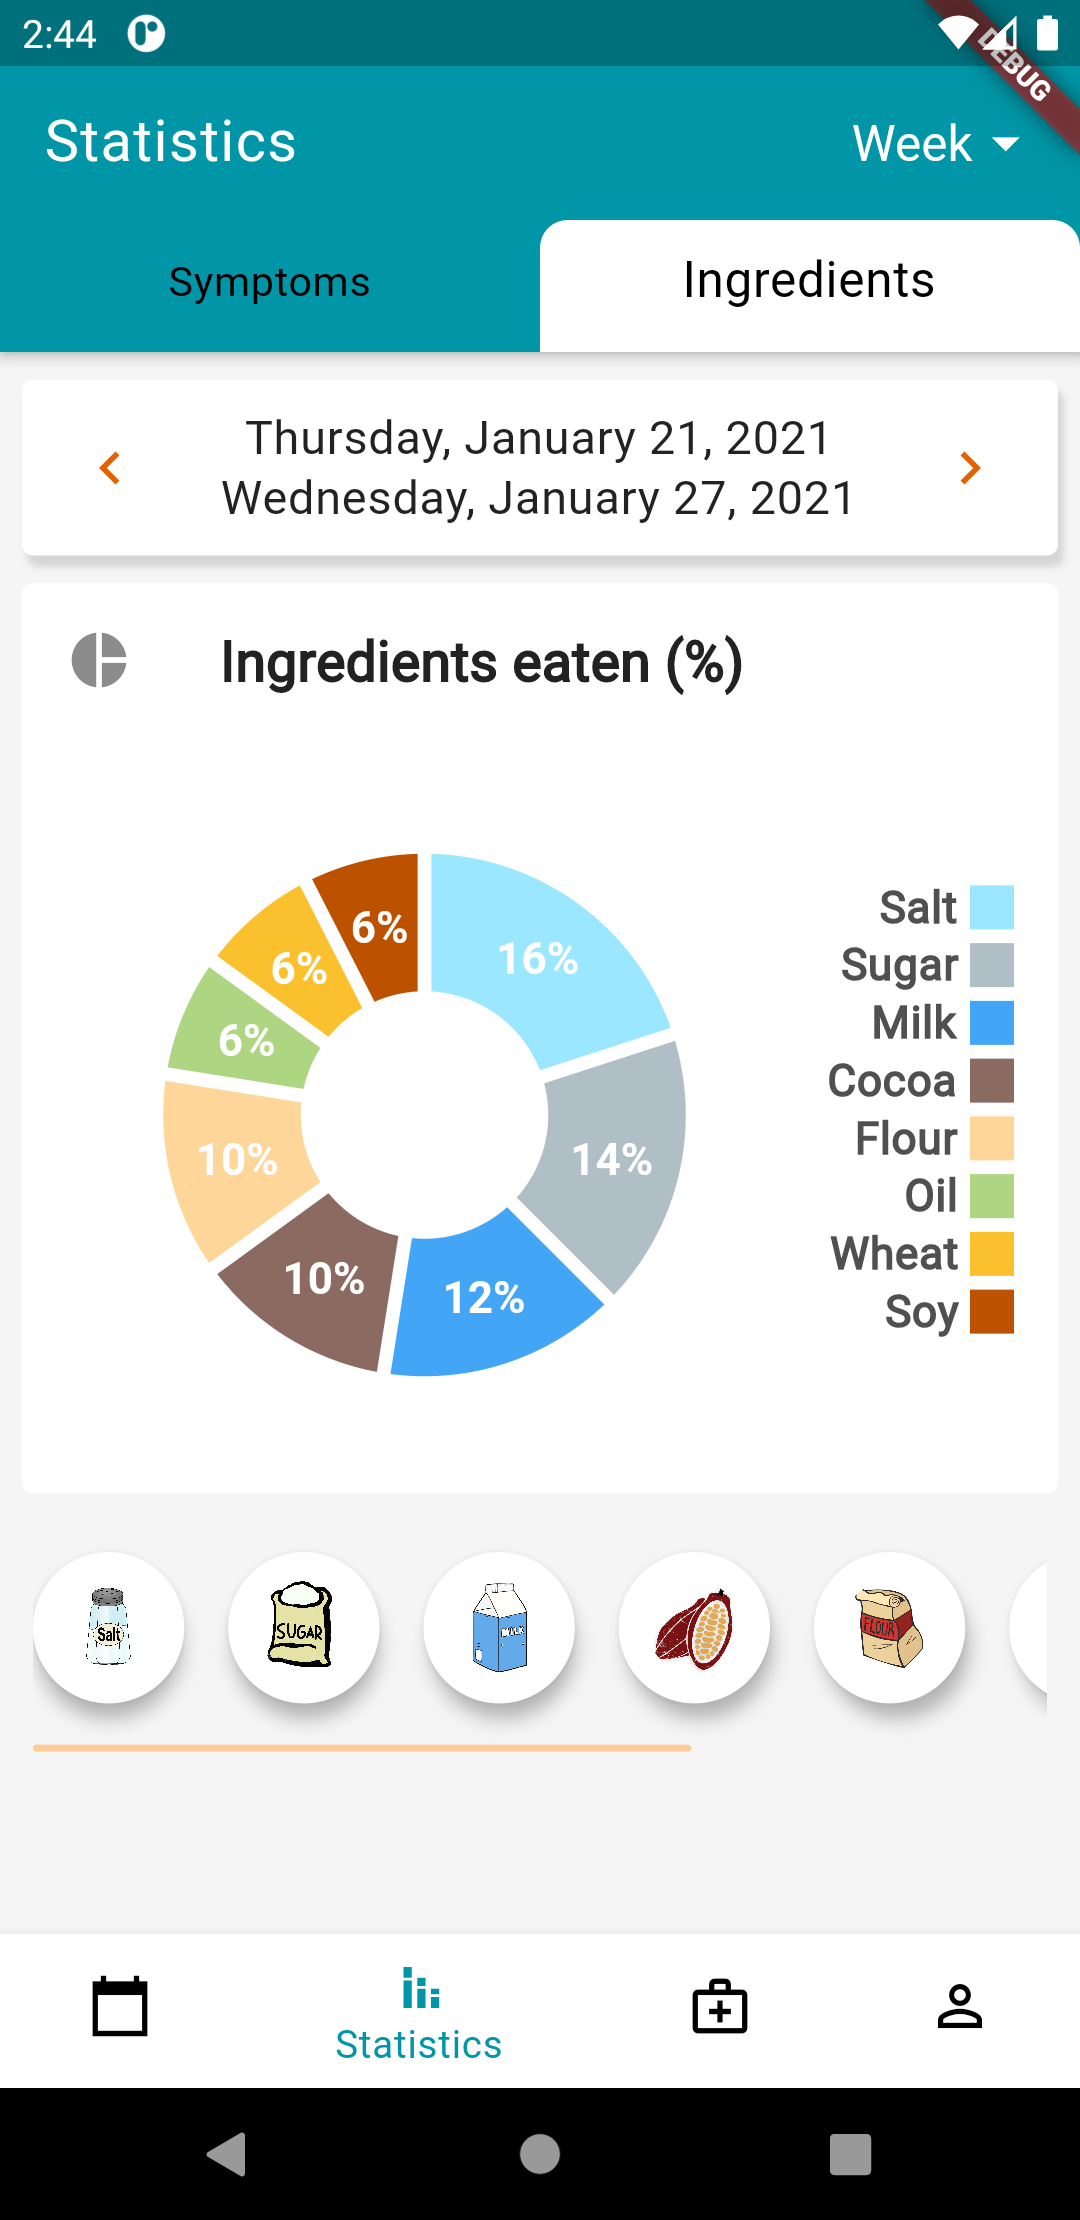 2:44
DEBUG
Statistics
Week
Symptoms
Ingredients
Thursday, January 21, 2021
Wednesday, January 27, 2021
Ingredients eaten (%)
6%
16%
6%
6%
10%
14%
10%
12%
Salt
Sugar
Milk
Cocoa
Flour
Oil
Wheat
Soy
Salt
SUGAR
MILK
FLOUR
Statistics